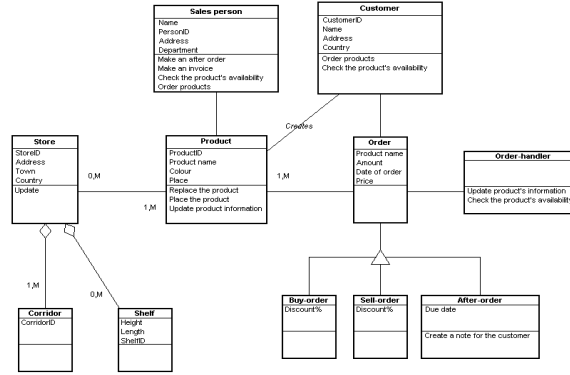 Sales person
Name
PersonID
Address
Department
Make an after order
Make an invoice
Check the product's availability
Order products
Customer
CustomerID
Name
Address
Country
Order products
Check the product's availability
Creates
Store
StoreID
Address
Town
Country
Update
0,M
1,M
Product
ProductID
Product name
Colour
Place
Replace the product
Place the product
Update product information
1,M
Order
Product name
Amount
Date of order
Price
Order-handler
Update product's information
Check the product's availability
1,M
0,M
Corridor
CorridorID
Shelf
Height
Length
ShelfID
Buy-order
Discount%
Sell-order
Discount%
After-order
Due date
Create a note for the customer